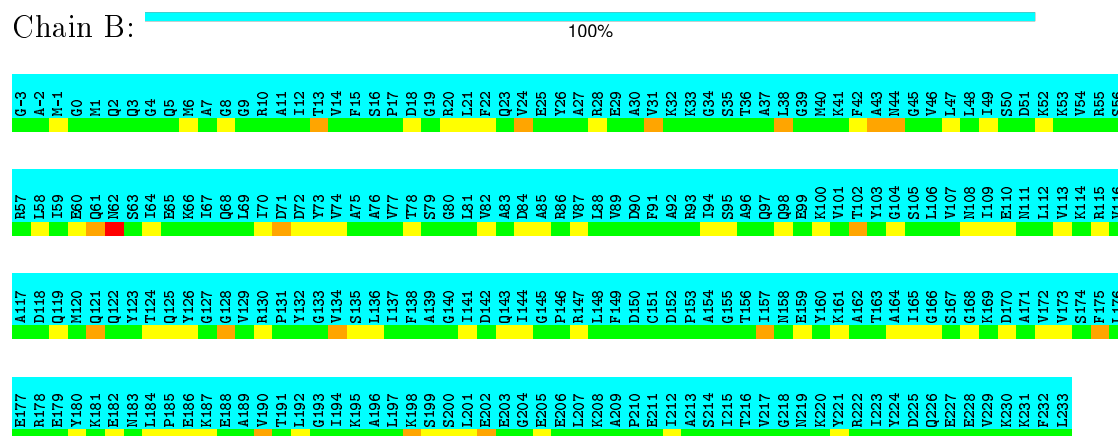 Chain B:
100%
G-3 A-2 M-1 G0 M1 Q2 Q3 G4 Q5 M6 A7 G8 G9 R10 A11 I12 T13 V14 F15 S16 P17 D18 G19 R20 L21 F22 Q23 V24 E25 Y26 A27 R28 E29 A30 V31 K32 K33 G34 S35 T36 A37 L38 G39 M40 K41 F42 A43 N44 G45 V46 L47 L48 I49 S50 D51 K52 K53 V54 R55 S56
R57 L58 I59 E60 Q61 N62 S63 I64 E65 K66 I67 Q68 L69 I70 D71 D72 Y73 V74 A75 A76 V77 T78 S79 G80 L81 V82 A83 D84 A85 R86 V87 L88 V89 D90 F91 A92 R93 I94 S95 A96 Q97 Q98 E99 K100 V101 T102 Y103 G104 S105 L106 V107 N108 I109 E110 N111 L112 V113 K114 R115
A117 D118 Q119 M120 Q121 Q122 Y123 T124 Q125 Y126 G127 G128 V129 R130 P131 Y132 G133 V134 S135 L136 I137 F138 A139 G140 I141 D142 Q143 I144 G145 P146 R147 L148 F149 D150 C151 D152 P153 A154 G155 T156 I157 N158 E159 Y160 K161 A162 T163 A164 I165 G166 S167 G168 K169 D170 A171 V172 V173 S174 F175 L176
E177 R178 E179 Y180 K181 E182 N183 L184 P185 E186 K187 E188 A189 V190 T191 L192 G193 I194 K195 A196 L197 K198 S199 S200 L201 E202 E203 G204 E205 E206 L207 K208 A209 P210 E211 I212 A213 S214 I215 T216 V217 G218 N219 K220 Y221 R222 I223 Y224 D225 Q226 E227 E228 V229 K230 K231 F232 L233